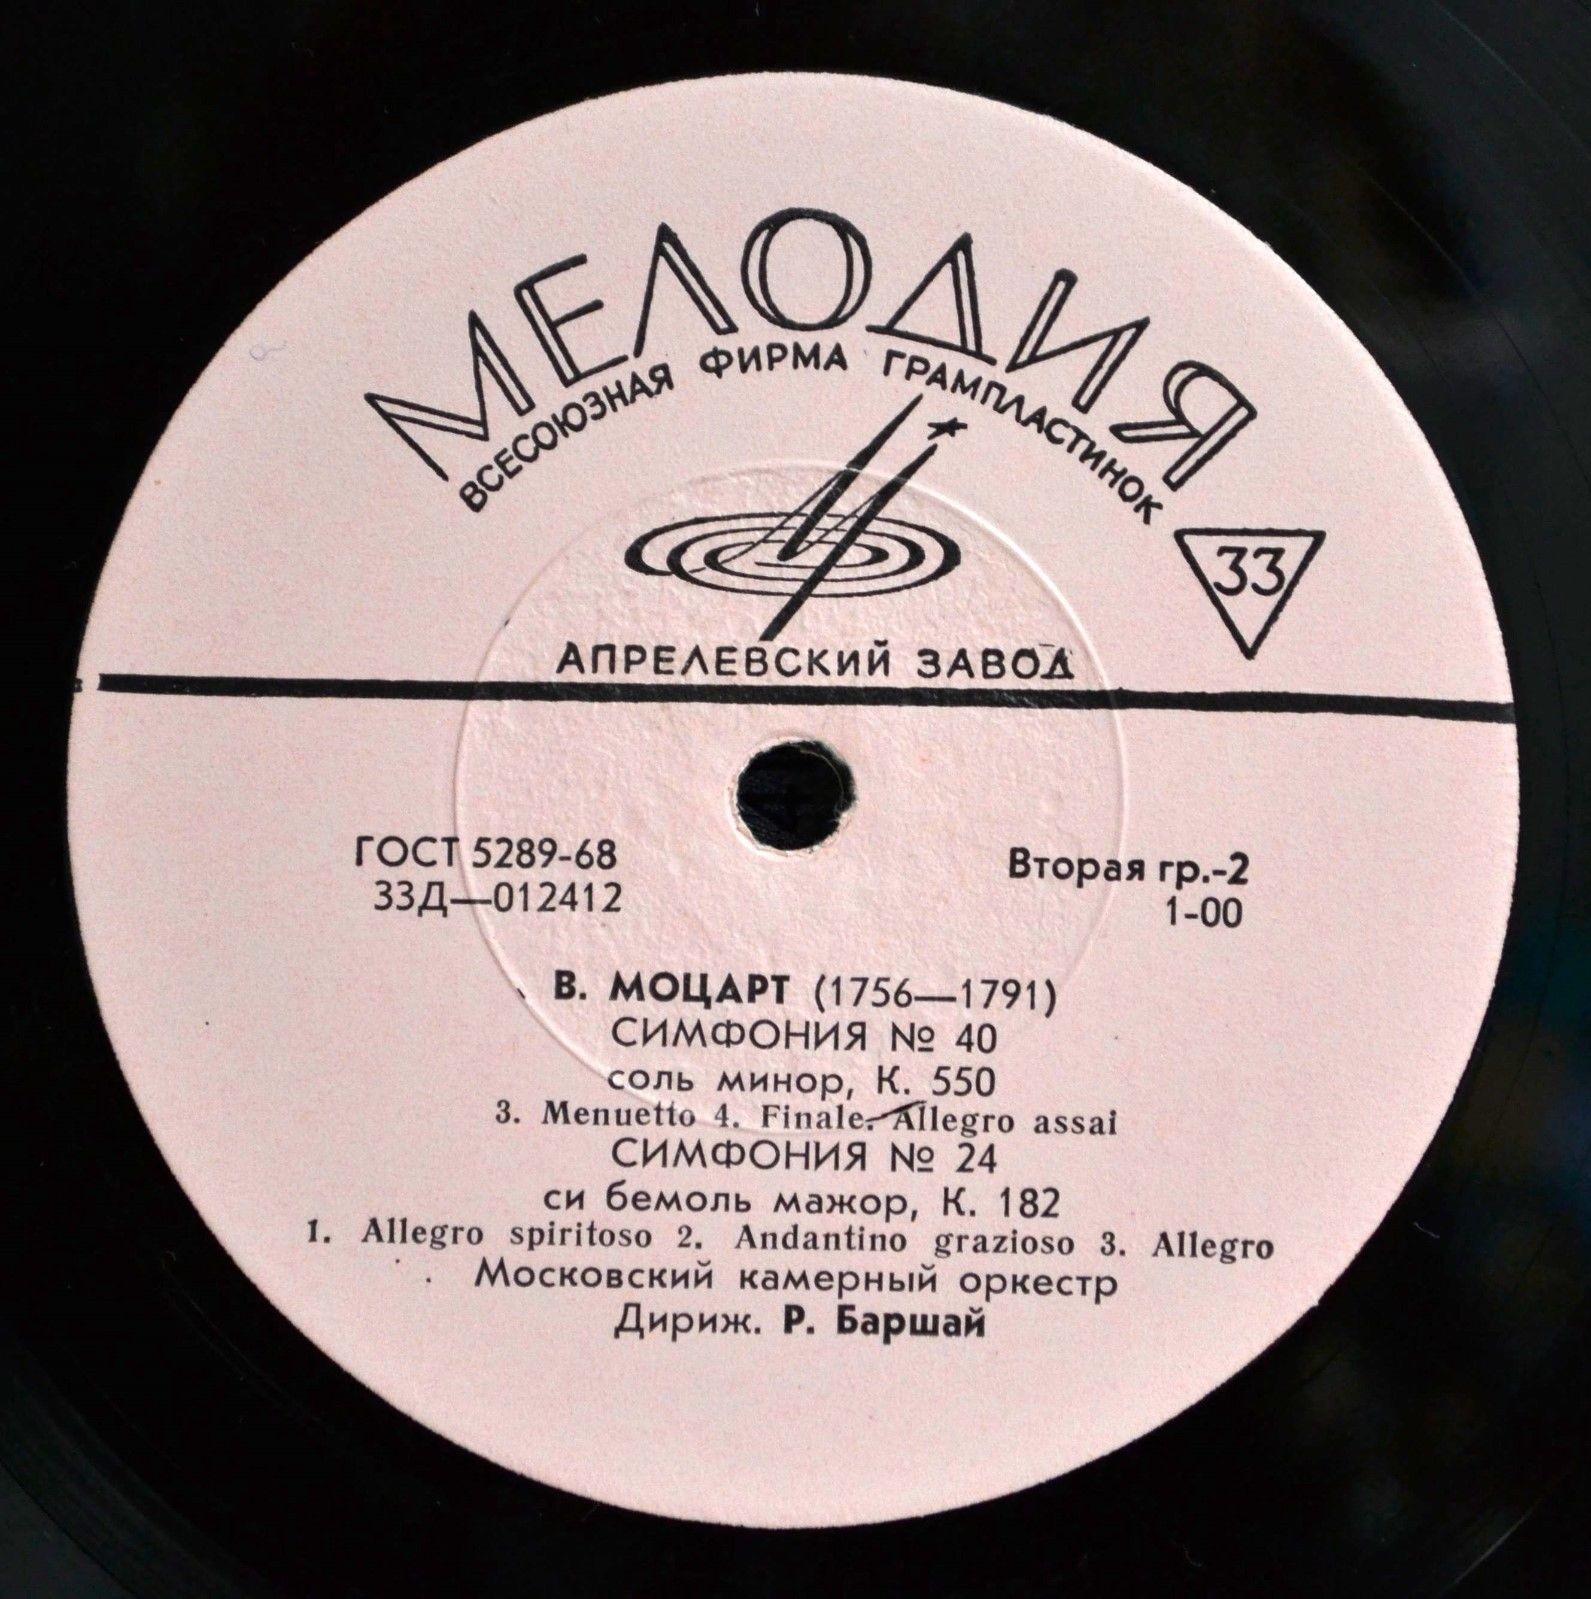 МЕЛОДИЯ
ВСЕСОЮЗНАЯ ФИРМА ГРАМПЛАСТИНОК
33
АПРЕЛЕВСКИЙ ЗАВОД
ГОСТ 5289-68
33Д—012412
Вторая гр.-2
1-00
В. МОЦАРТ (1756—1791)
СИМФОНИЯ № 40
соль минор, К. 550
3. Menuetto 4. Finale. Allegro assai
СИМФОНИЯ № 24
си бемоль мажор, К. 182
1. Allegro spiritoso 2. Andantino grazioso 3. Allegro
Московский камерный оркестр
Дириж. Р. Баршай